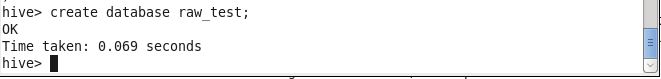 hive> create database raw_test;
OK
Time taken: 0.069 seconds
hive>